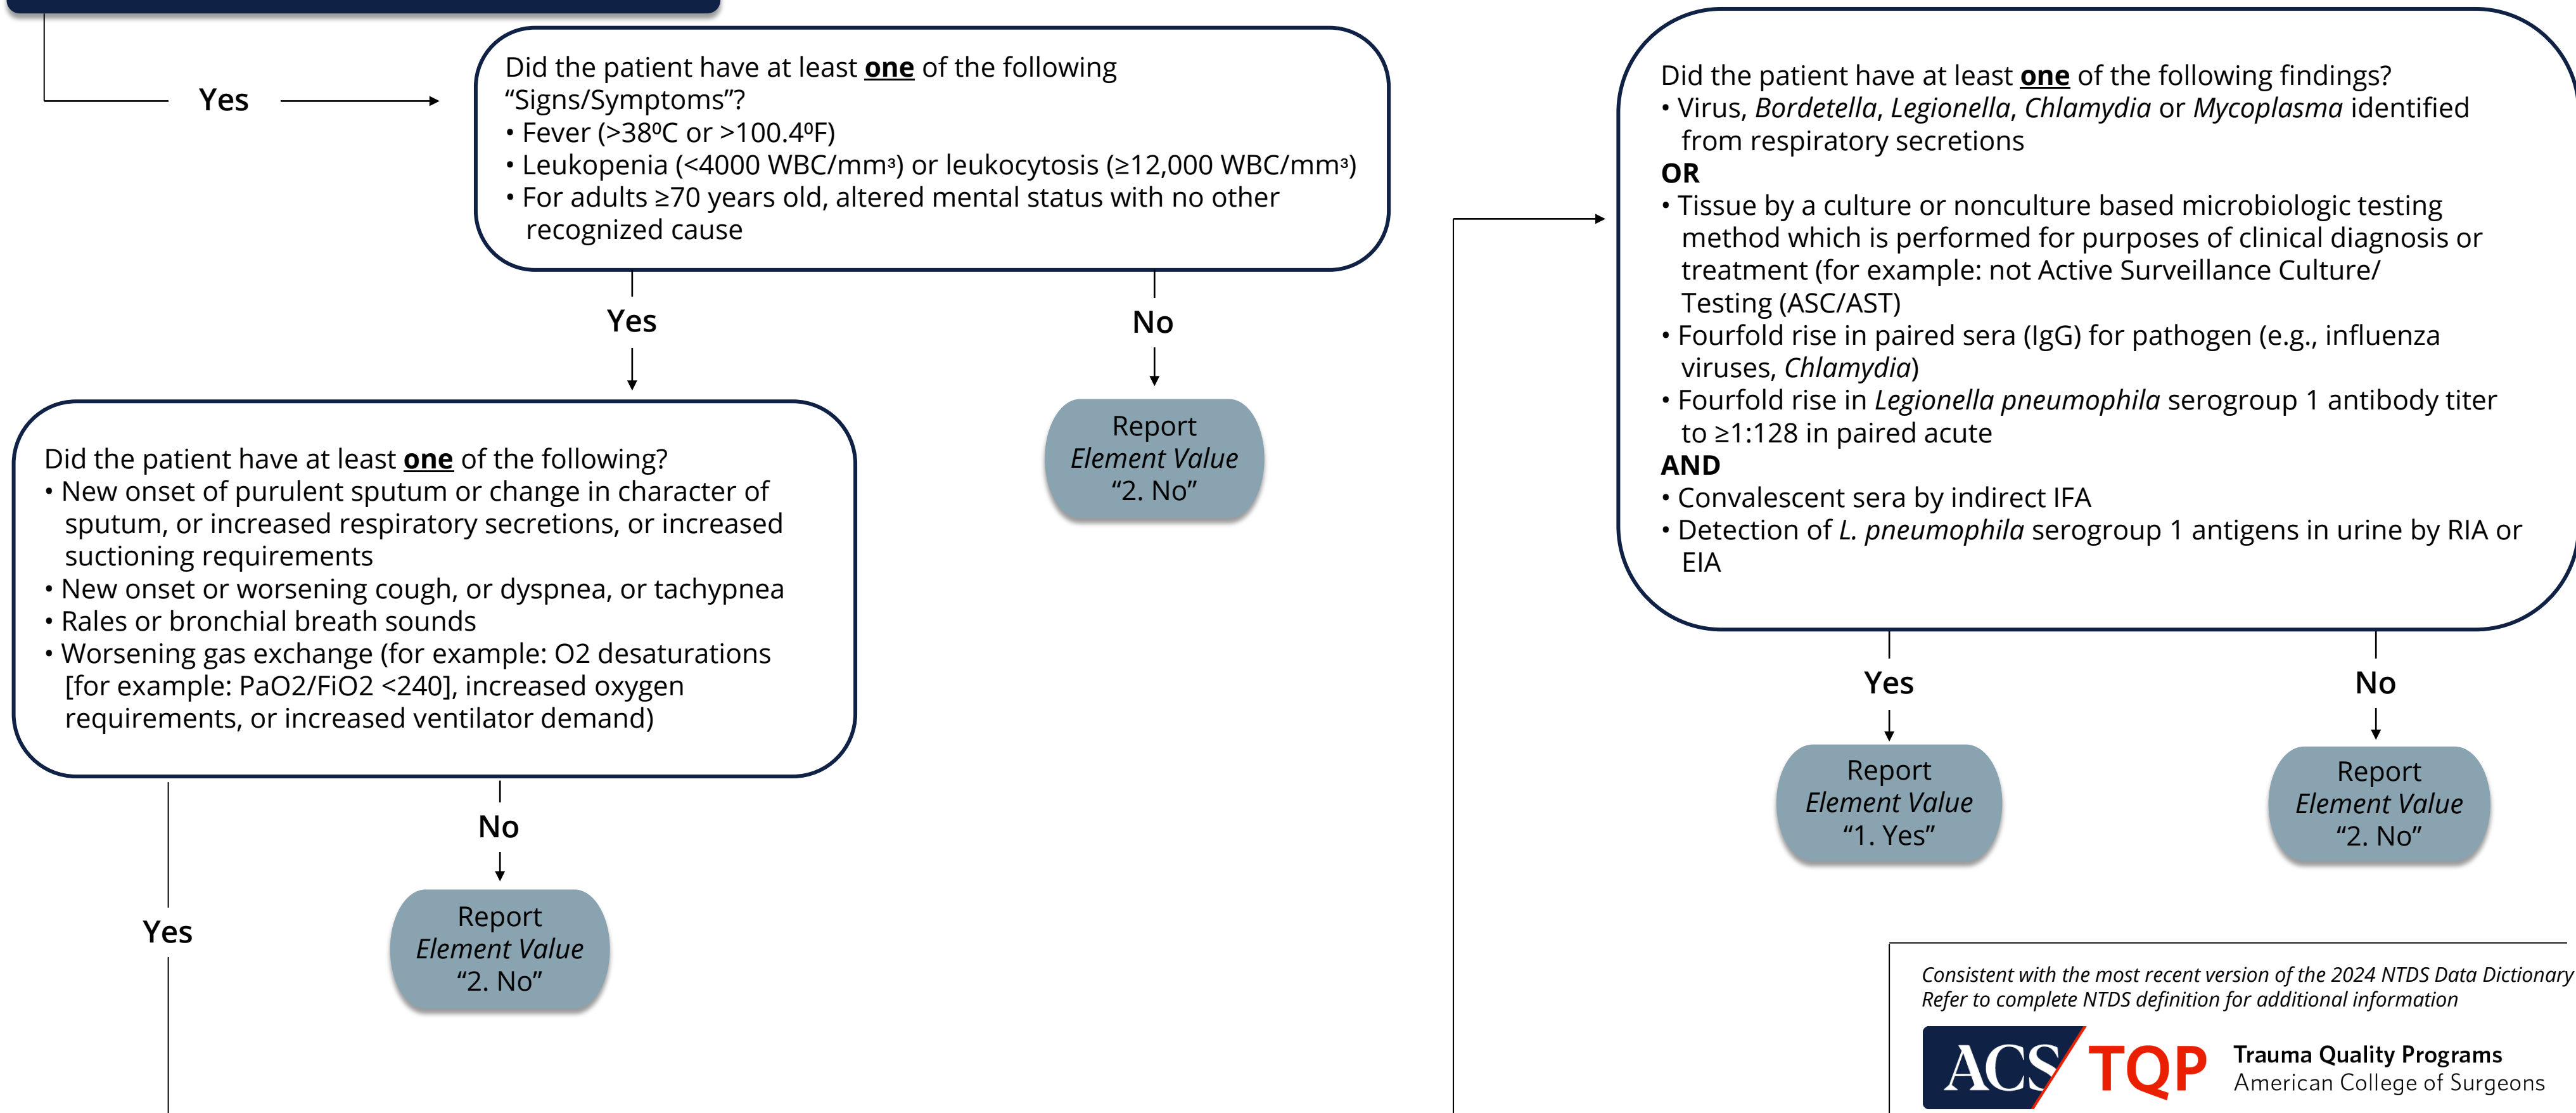 Yes
Did the patient have at least one of the following
“Signs/Symptoms”?
• Fever (>38⁰C or >100.4⁰F)
• Leukopenia (<4000 WBC/mm³) or leukocytosis (≥12,000 WBC/mm³)
• For adults ≥70 years old, altered mental status with no other
recognized cause
Yes
No
Report
Element Value
“2. No”
Did the patient have at least one of the following?
• New onset of purulent sputum or change in character of
sputum, or increased respiratory secretions, or increased
suctioning requirements
• New onset or worsening cough, or dyspnea, or tachypnea
• Rales or bronchial breath sounds
• Worsening gas exchange (for example: O2 desaturations
[for example: PaO2/FiO2 <240], increased oxygen
requirements, or increased ventilator demand)
Yes
No
Report
Element Value
“2. No”
Did the patient have at least one of the following findings?
• Virus, Bordetella, Legionella, Chlamydia or Mycoplasma identified
from respiratory secretions
OR
• Tissue by a culture or nonculture based microbiologic testing
method which is performed for purposes of clinical diagnosis or
treatment (for example: not Active Surveillance Culture/
Testing (ASC/AST)
• Fourfold rise in paired sera (IgG) for pathogen (e.g., influenza
viruses, Chlamydia)
• Fourfold rise in Legionella pneumophila serogroup 1 antibody titer
to ≥1:128 in paired acute
AND
• Convalescent sera by indirect IFA
• Detection of L. pneumophila serogroup 1 antigens in urine by RIA or
EIA
Yes
No
Report
Element Value
“1. Yes”
Report
Element Value
“2. No”
Consistent with the most recent version of the 2024 NTDS Data Dictionary
Refer to complete NTDS definition for additional information
ACS TQP
Trauma Quality Programs
American College of Surgeons